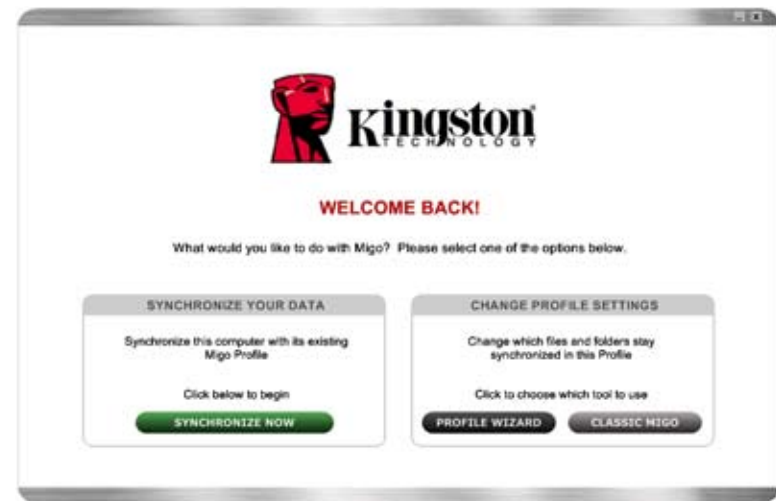 Kingston
TECHNOLOGY
WELCOME BACK!
What would you like to do with Migo? Please select one of the options below.
SYNCHRONIZE YOUR DATA
Synchronize this computer with its existing
Migo Profile
Click below to begin
SYNCHRONIZE NOW
CHANGE PROFILE SETTINGS
Change which files and folders stay
synchronized in this Profile
Click to choose which tool to use
PROFILE WIZARD
CLASSIC MIGO